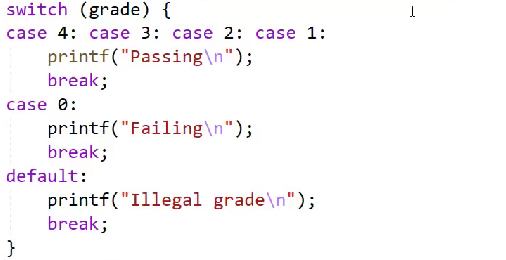 switch (grade) {
case 4: case 3: case 2: case 1:
    printf("Passing\n");
    break;
case 0:
    printf("Failing\n");
    break;
default:
    printf("Illegal grade\n");
    break;
}